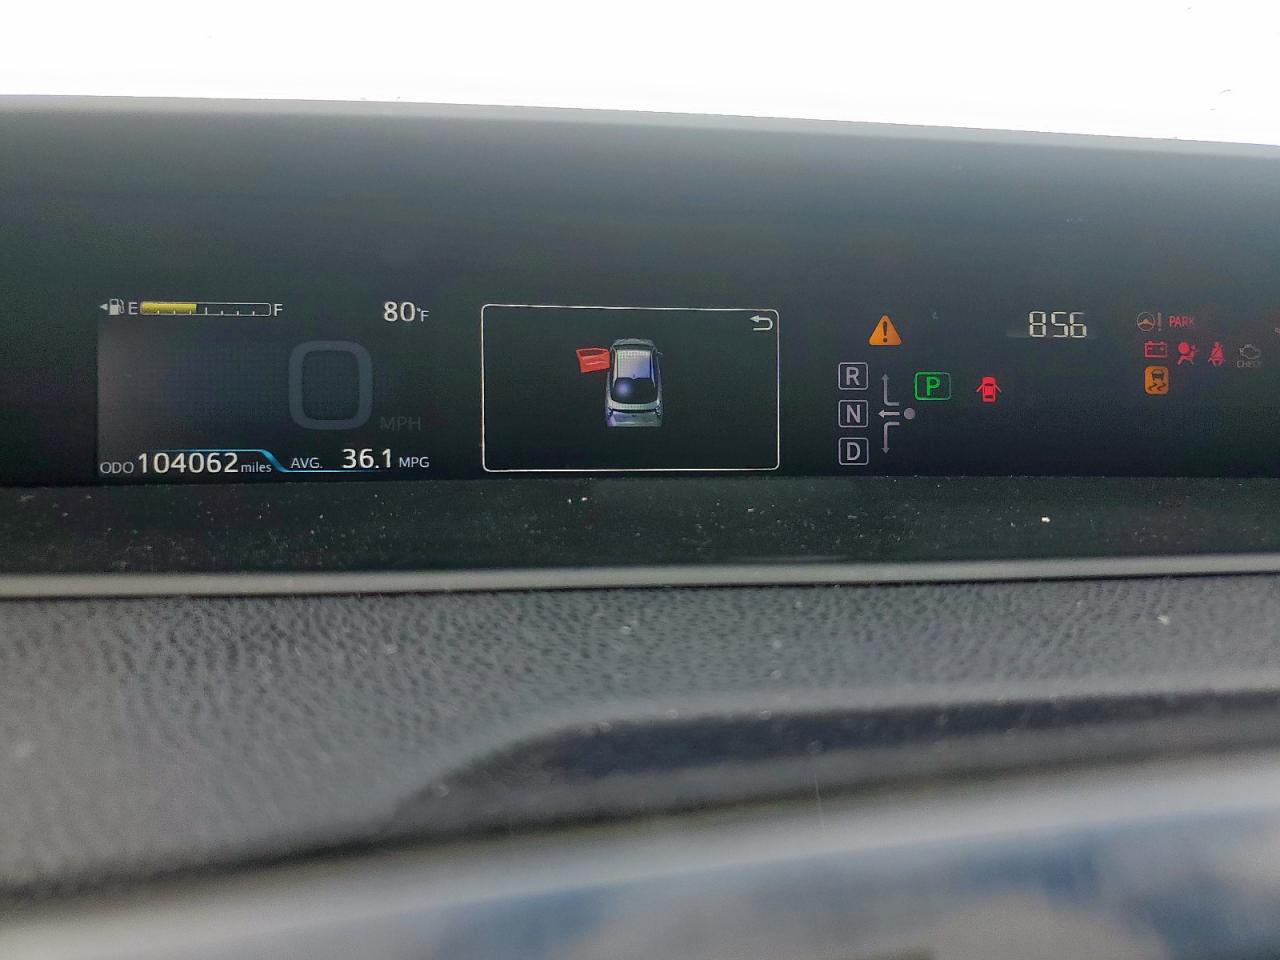 E F
80°F
0
MPH
ODO 104062 miles
AVG. 36.1 MPG
R
N
D
P
856
! PARK
CHECK